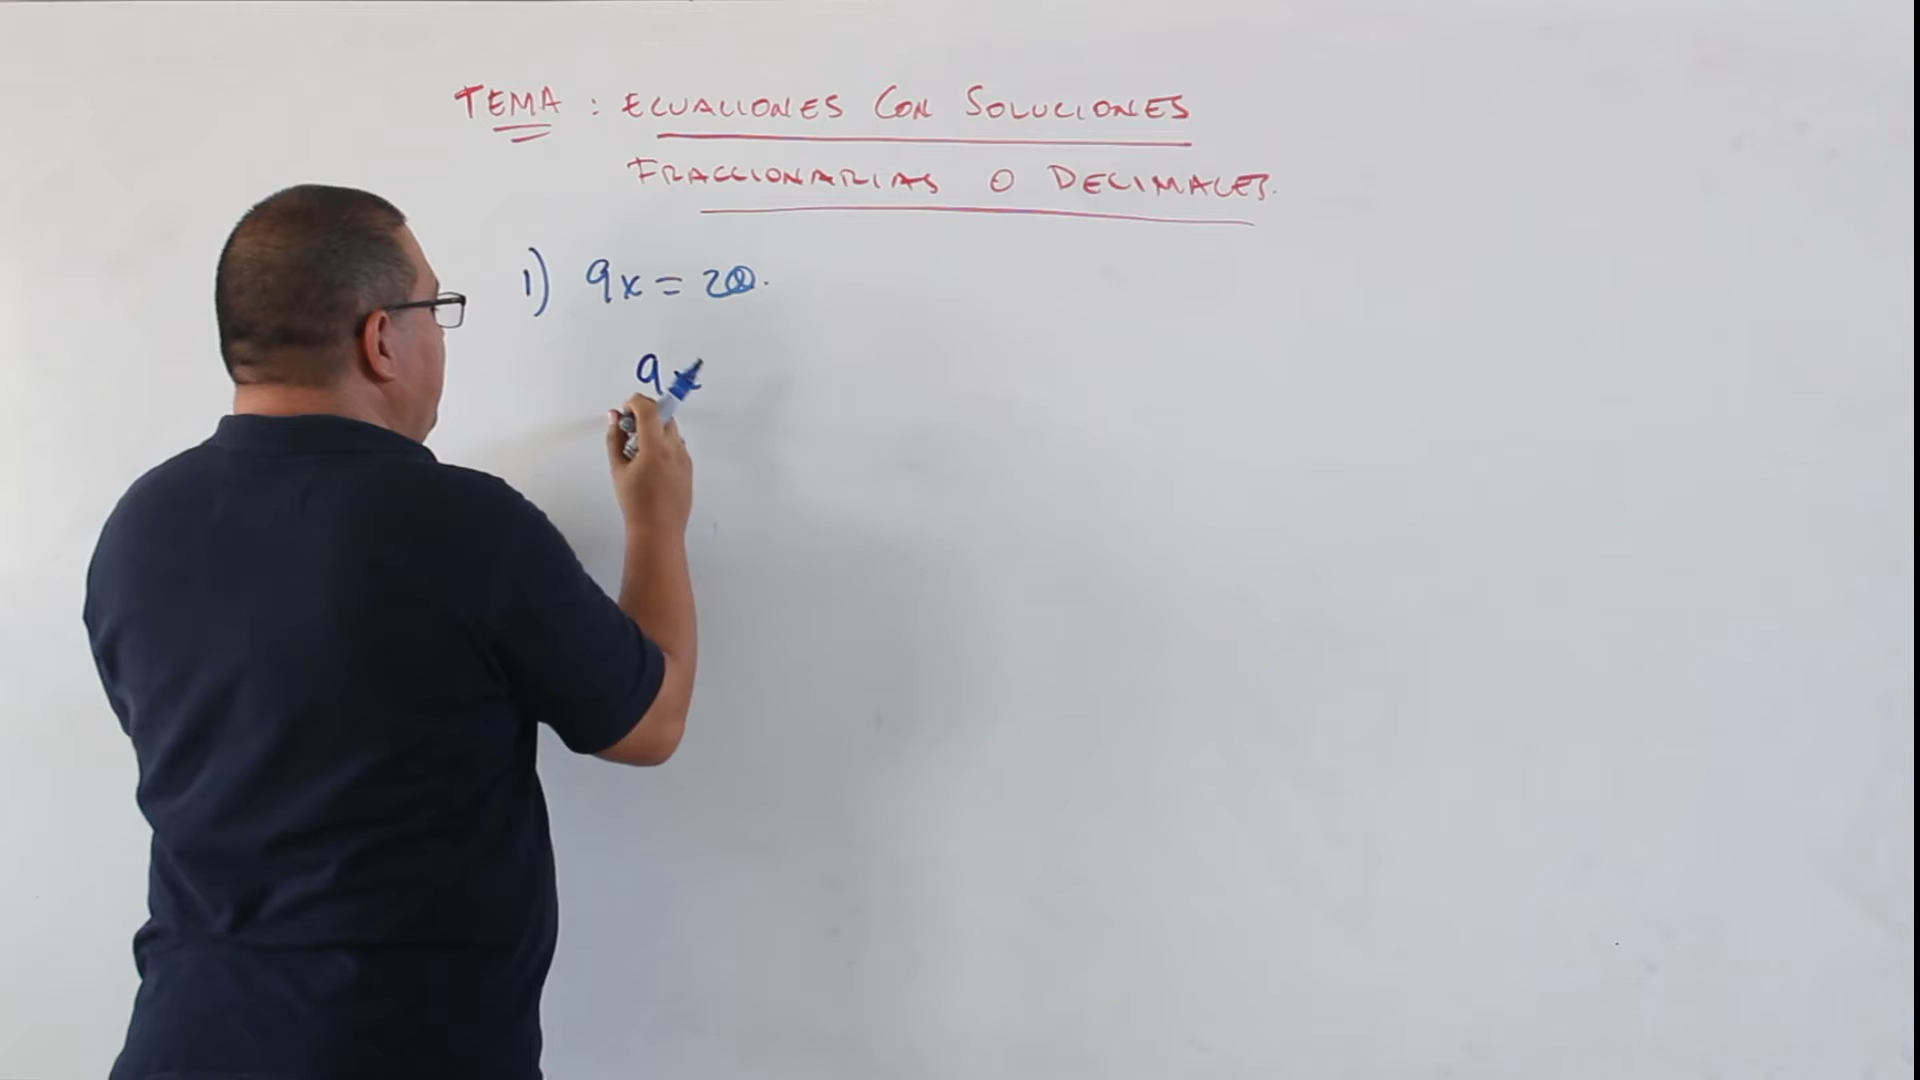 TEMA : ECUACIONES CON SOLUCIONES
FRACCIONARIAS O DECIMALES.
1) 9x = 20.
9x